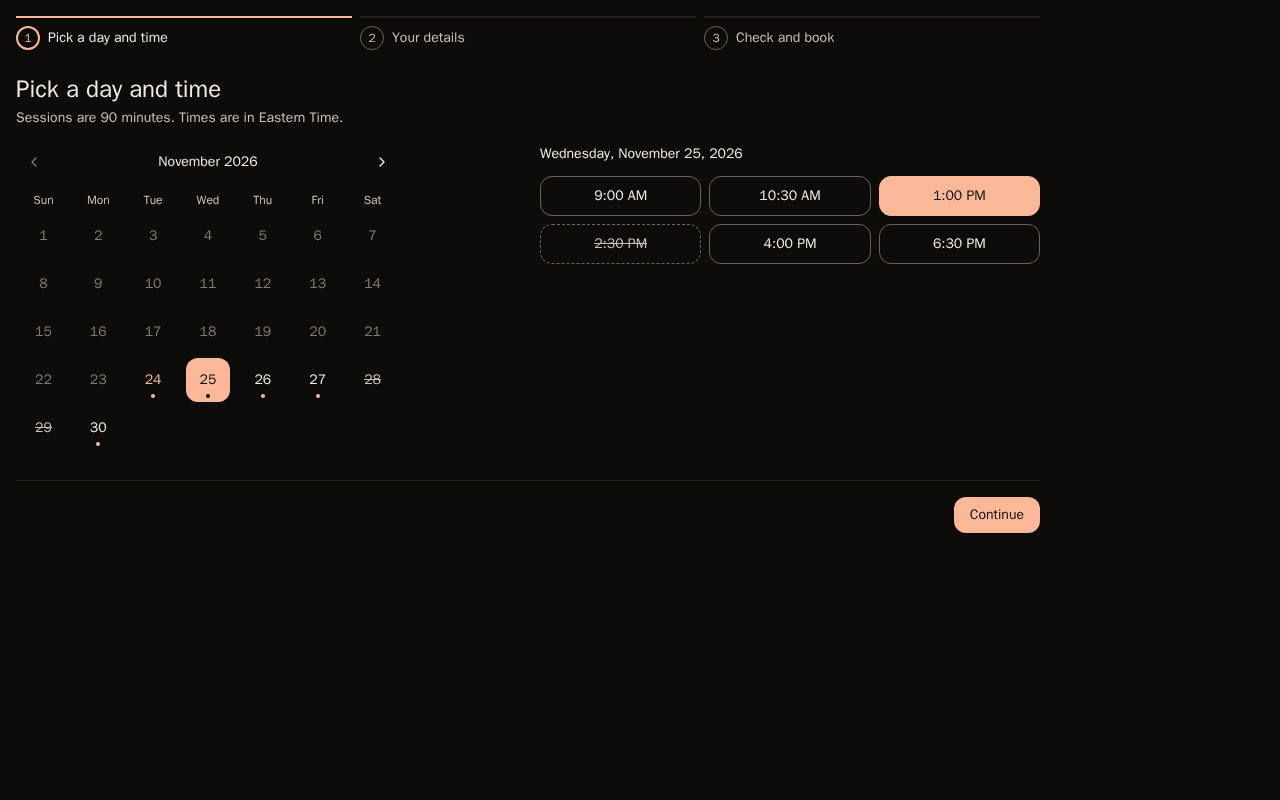 1 Pick a day and time
2 Your details
3 Check and book
Pick a day and time
Sessions are 90 minutes. Times are in Eastern Time.
November 2026
Sun Mon Tue Wed Thu Fri Sat
1 2 3 4 5 6 7
8 9 10 11 12 13 14
15 16 17 18 19 20 21
22 23 24 25 26 27 28
29 30
Wednesday, November 25, 2026
9:00 AM 10:30 AM 1:00 PM
2:30 PM 4:00 PM 6:30 PM
Continue